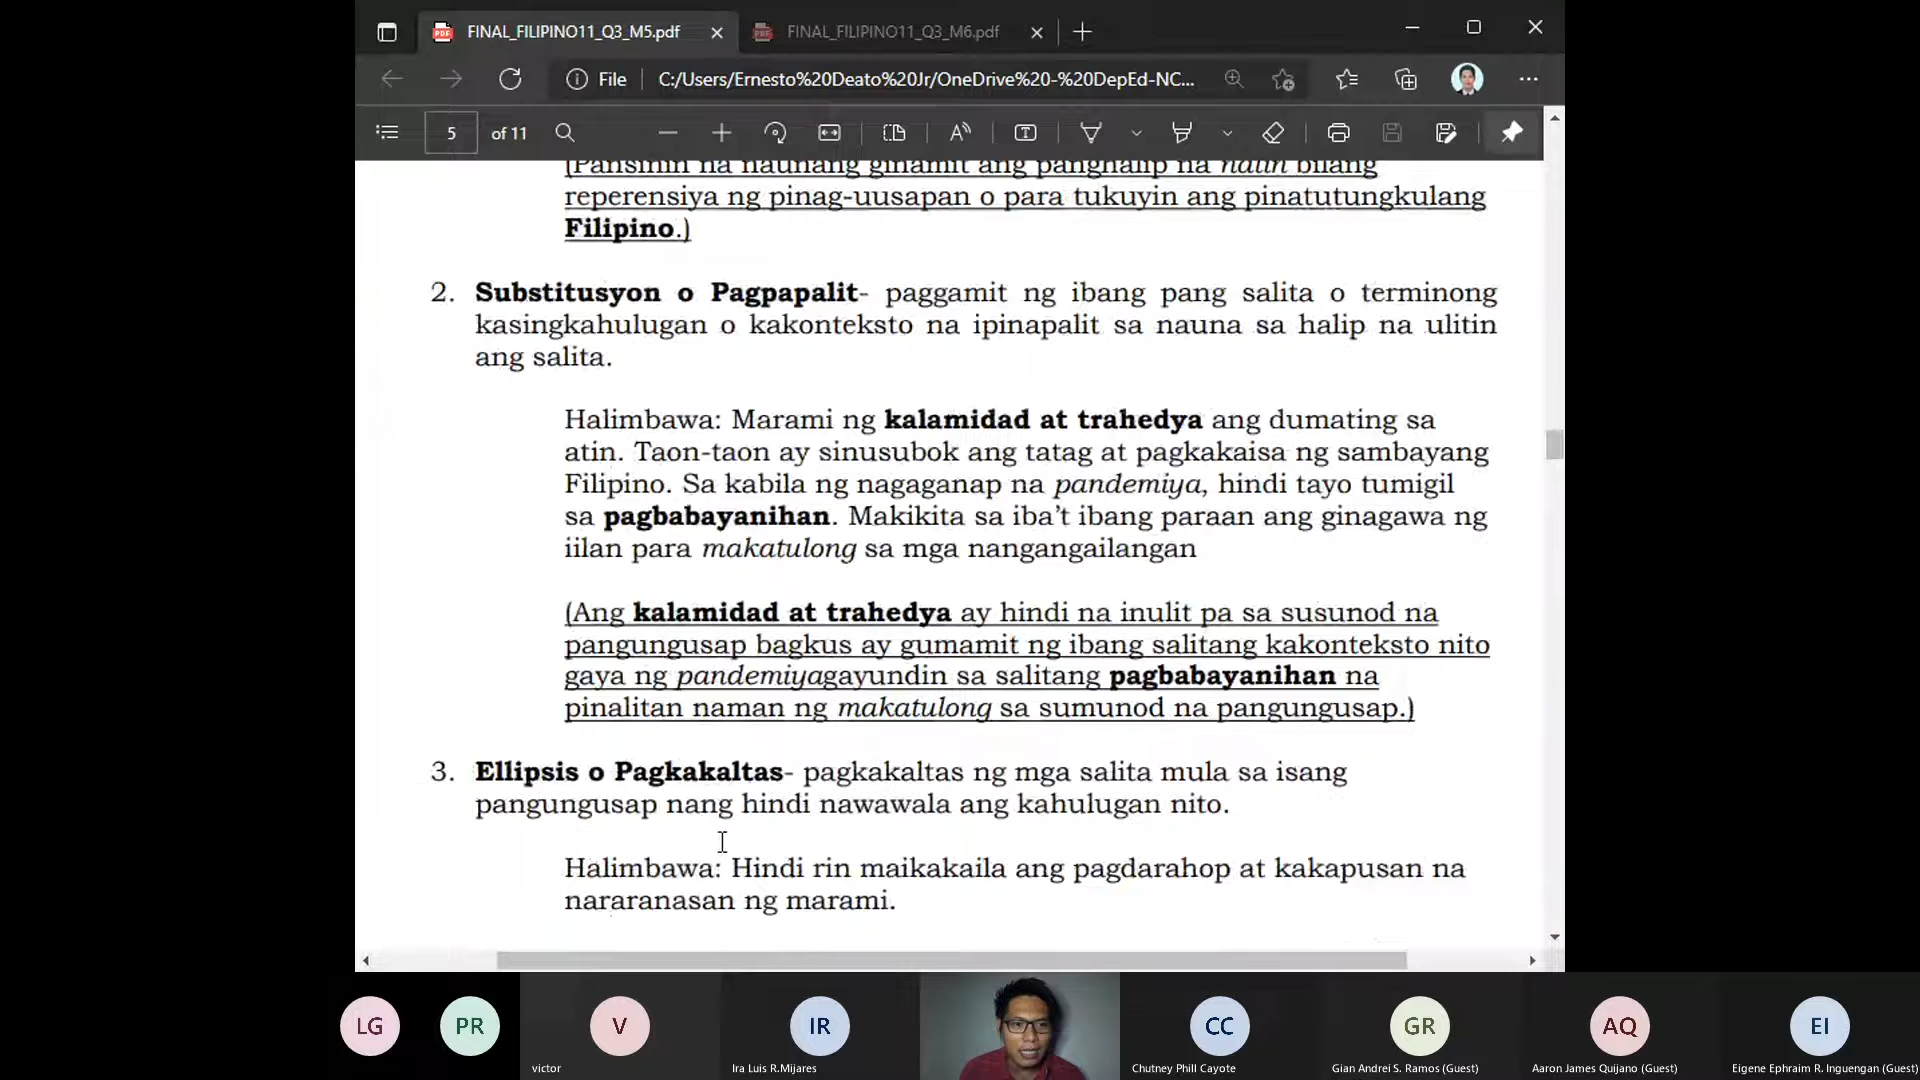 FINAL_FILIPINO11_Q3_M5.pdf
FINAL_FILIPINO11_Q3_M6.pdf
File
C:/Users/Ernesto%20Deato%20Jr/OneDrive%20-%20DepEd-NC...
5 of 11
(Pansinin na naunang ginamit ang panghalip na natin bilang
reperensiya ng pinag-uusapan o para tukuyin ang pinatutungkulang
Filipino.)
2. Substitusyon o Pagpapalit- paggamit ng ibang pang salita o terminong
kasingkahulugan o kakonteksto na ipinapalit sa nauna sa halip na ulitin
ang salita.
Halimbawa: Marami ng kalamidad at trahedya ang dumating sa
atin. Taon-taon ay sinusubok ang tatag at pagkakaisa ng sambayang
Filipino. Sa kabila ng nagaganap na pandemiya, hindi tayo tumigil
sa pagbabayanihan. Makikita sa iba’t ibang paraan ang ginagawa ng
iilan para makatulong sa mga nangangailangan
(Ang kalamidad at trahedya ay hindi na inulit pa sa susunod na
pangungusap bagkus ay gumamit ng ibang salitang kakonteksto nito
gaya ng pandemiyagayundin sa salitang pagbabayanihan na
pinalitan naman ng makatulong sa sumunod na pangungusap.)
3. Ellipsis o Pagkakaltas- pagkakaltas ng mga salita mula sa isang
pangungusap nang hindi nawawala ang kahulugan nito.
Halimbawa: Hindi rin maikakaila ang pagdarahop at kakapusan na
nararanasan ng marami.
LG
PR
V
IR
CC
GR
AQ
EI
victor
Ira Luis R.Mijares
Chutney Phill Cayote
Gian Andrei S. Ramos (Guest)
Aaron James Quijano (Guest)
Eigene Ephraim R. Inguengan (Guest)